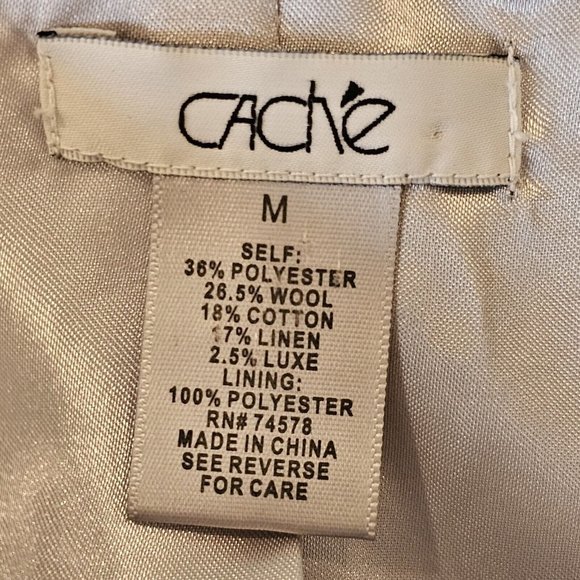 CACHé
M
SELF:
36% POLYESTER
26.5% WOOL
18% COTTON
17% LINEN
2.5% LUXE
LINING:
100% POLYESTER
RN# 74578
MADE IN CHINA
SEE REVERSE
FOR CARE